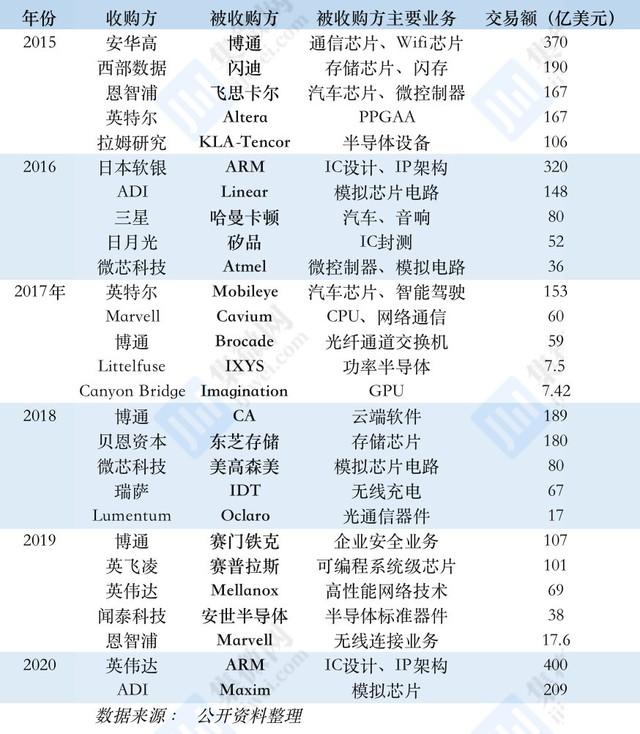 年份 收购方 被收购方 被收购方主要业务 交易额（亿美元）
2015 安华高 博通 通信芯片、Wifi芯片 370
西部数据 闪迪 存储芯片、闪存 190
恩智浦 飞思卡尔 汽车芯片、微控制器 167
英特尔 Altera PPGAA 167
拉姆研究 KLA-Tencor 半导体设备 106
2016 日本软银 ARM IC设计、IP架构 320
ADI Linear 模拟芯片电路 148
三星 哈曼卡顿 汽车、音响 80
日月光 矽品 IC封测 52
微芯科技 Atmel 微控制器、模拟电路 36
2017年 英特尔 Mobileye 汽车芯片、智能驾驶 153
Marvell Cavium CPU、网络通信 60
博通 Brocade 光纤通道交换机 59
Littelfuse IXYS 功率半导体 7.5
Canyon Bridge Imagination GPU 7.42
2018 博通 CA 云端软件 189
贝恩资本 东芝存储 存储芯片 180
微芯科技 美高森美 模拟芯片电路 80
瑞萨 IDT 无线充电 67
Lumentum Oclaro 光通信器件 17
2019 博通 赛门铁克 企业安全业务 107
英飞凌 赛普拉斯 可编程系统级芯片 101
英伟达 Mellanox 高性能网络技术 69
闻泰科技 安世半导体 半导体标准器件 38
恩智浦 Marvell 无线连接业务 17.6
2020 英伟达 ARM IC设计、IP架构 400
ADI Maxim 模拟芯片 209
数据来源： 公开资料整理